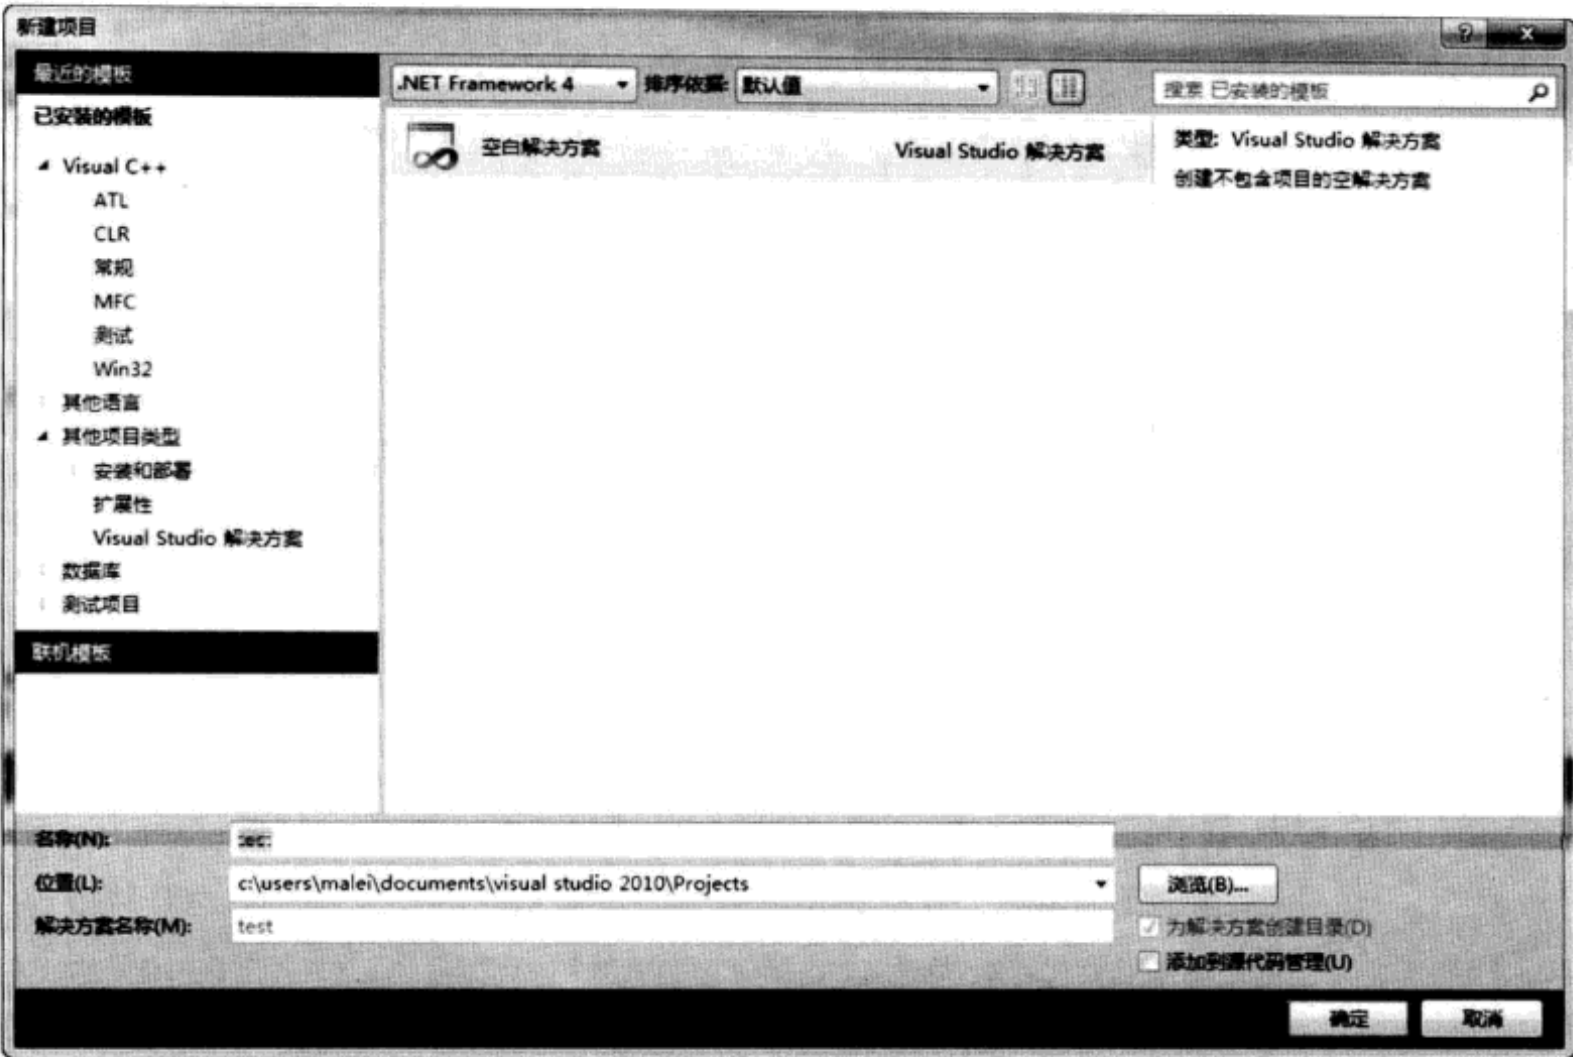 新建项目
最近的模板
已安装的模板
Visual C++
ATL
CLR
常规
MFC
测试
Win32
其他语言
其他项目类型
安装和部署
扩展性
Visual Studio 解决方案
数据库
测试项目
联机模板
.NET Framework 4 排序依据: 默认值
搜索 已安装的模板
空白解决方案 Visual Studio 解决方案
类型: Visual Studio 解决方案
创建不包含项目的空解决方案
名称(N):
位置(L): c:\users\malei\documents\visual studio 2010\Projects 浏览(B)...
解决方案名称(M): test 为解决方案创建目录(D)
添加到源代码管理(U)
确定 取消